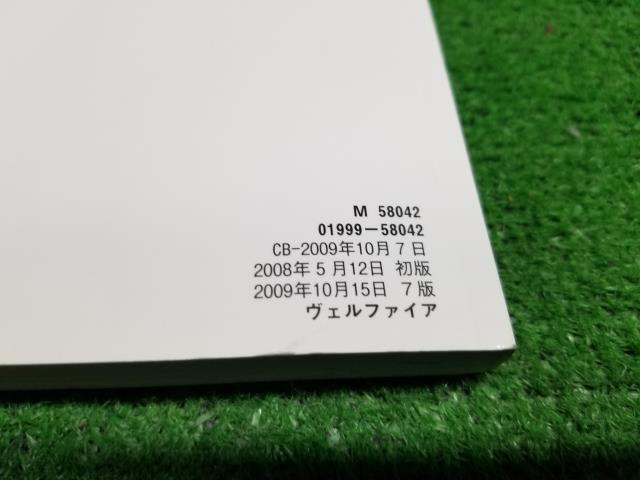 M 58042
01999-58042
CB-2009年10月7日
2008年5月12日 初版
2009年10月15日 7版
ヴェルファイア